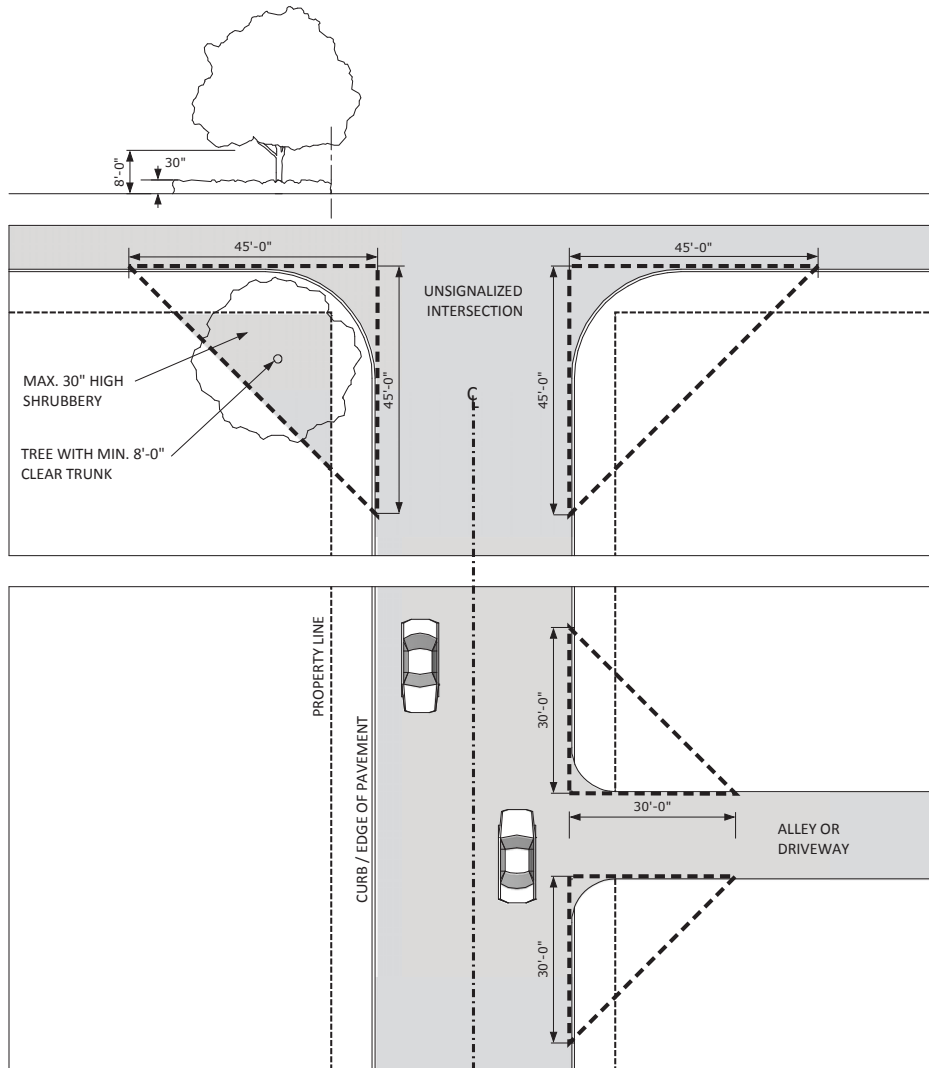 30"
8'-0"
45'-0"
45'-0"
UNSIGNALIZED
INTERSECTION
45'-0"
45'-0"
MAX. 30" HIGH
SHRUBBERY
TREE WITH MIN. 8'-0"
CLEAR TRUNK
℄
PROPERTY LINE
CURB / EDGE OF PAVEMENT
30'-0"
30'-0"
ALLEY OR
DRIVEWAY
30'-0"